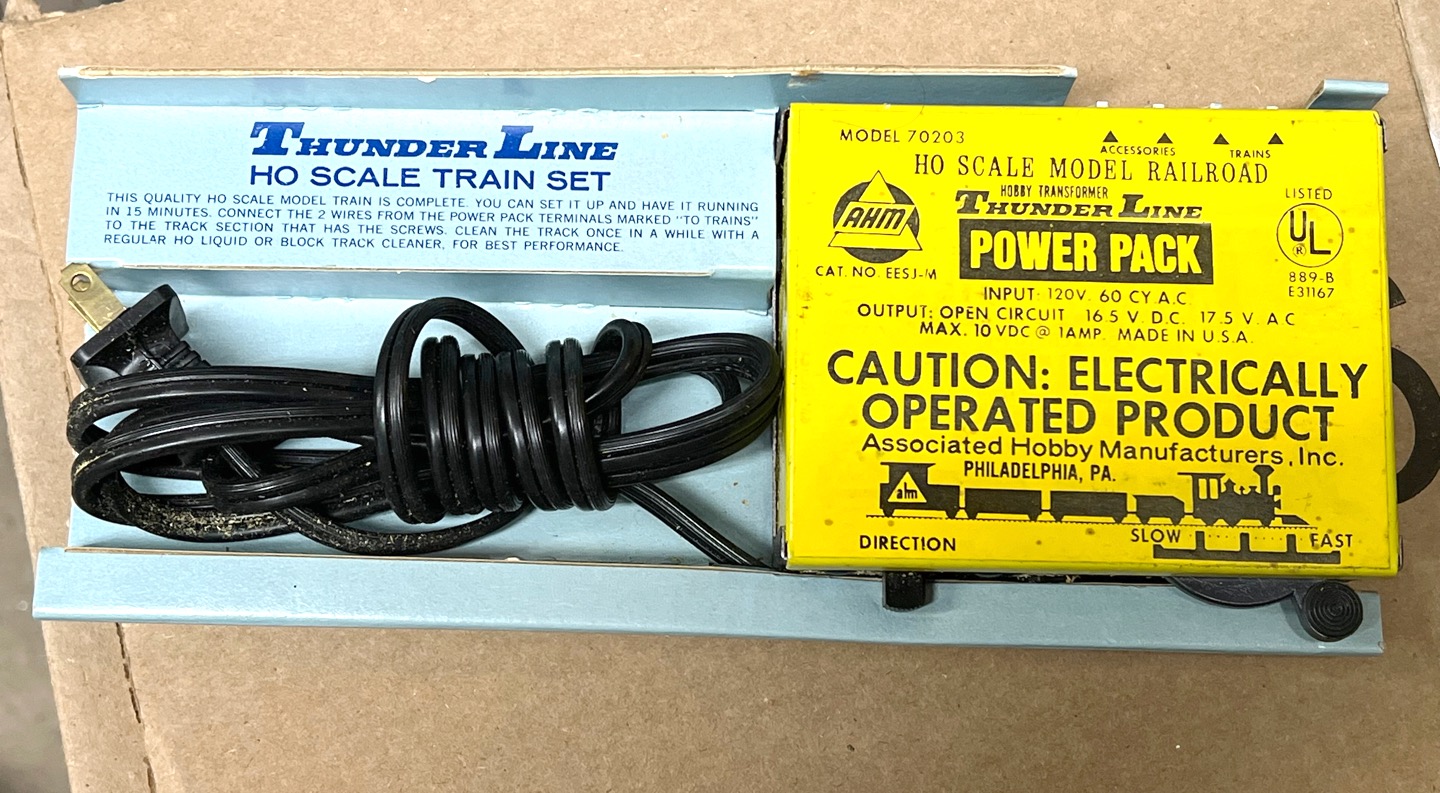 THUNDER LINE
HO SCALE TRAIN SET
THIS QUALITY HO SCALE MODEL TRAIN IS COMPLETE. YOU CAN SET IT UP AND HAVE IT RUNNING
IN 15 MINUTES. CONNECT THE 2 WIRES FROM THE POWER PACK TERMINALS MARKED "TO TRAINS"
TO THE TRACK SECTION THAT HAS THE SCREWS. CLEAN THE TRACK ONCE IN A WHILE WITH A
REGULAR HO LIQUID OR BLOCK TRACK CLEANER, FOR BEST PERFORMANCE.
MODEL 70203
ACCESSORIES
TRAINS
HO SCALE MODEL RAILROAD
HOBBY TRANSFORMER
THUNDER LINE
POWER PACK
AHM
CAT. NO. EESJ-M
LISTED
UL
®
889-B
E31167
INPUT: 120V. 60 CY A.C.
OUTPUT: OPEN CIRCUIT 16.5 V. D.C. 17.5 V. A.C
MAX. 10 VDC @ 1AMP. MADE IN U.S.A.
CAUTION: ELECTRICALLY
OPERATED PRODUCT
Associated Hobby Manufacturers, Inc.
PHILADELPHIA, PA.
ahm
DIRECTION
SLOW
FAST